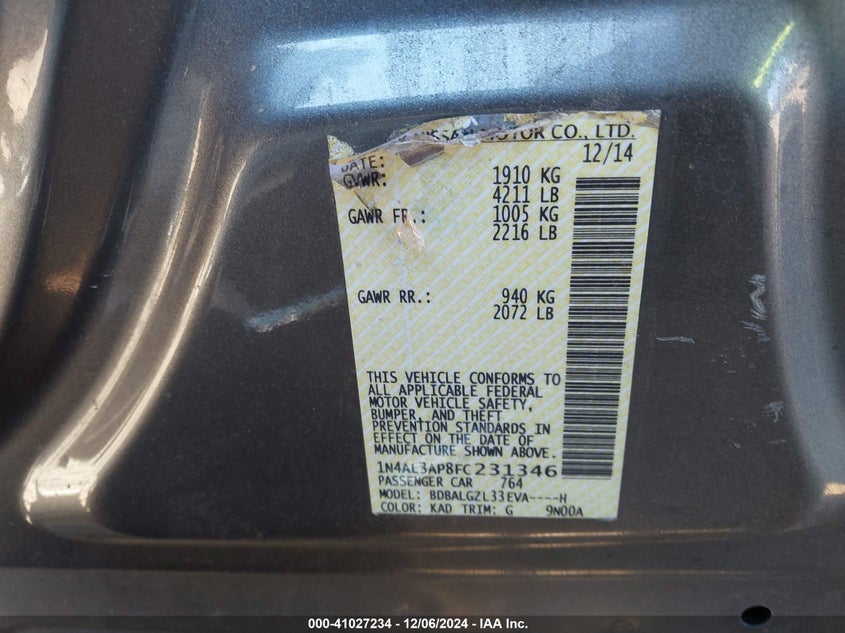 NISSAN MOTOR CO., LTD.
DATE: 12/14
GVWR: 1910 KG
4211 LB
GAWR FR.: 1005 KG
2216 LB
GAWR RR.: 940 KG
2072 LB
THIS VEHICLE CONFORMS TO
ALL APPLICABLE FEDERAL
MOTOR VEHICLE SAFETY,
BUMPER, AND THEFT
PREVENTION STANDARDS IN
EFFECT ON THE DATE OF
MANUFACTURE SHOWN ABOVE.
1N4AL3AP8FC231346
PASSENGER CAR 764
MODEL: BDBALGZL33EVA----H
COLOR: KAD TRIM: G 9N00A
000-41027234 - 12/06/2024 - IAA Inc.